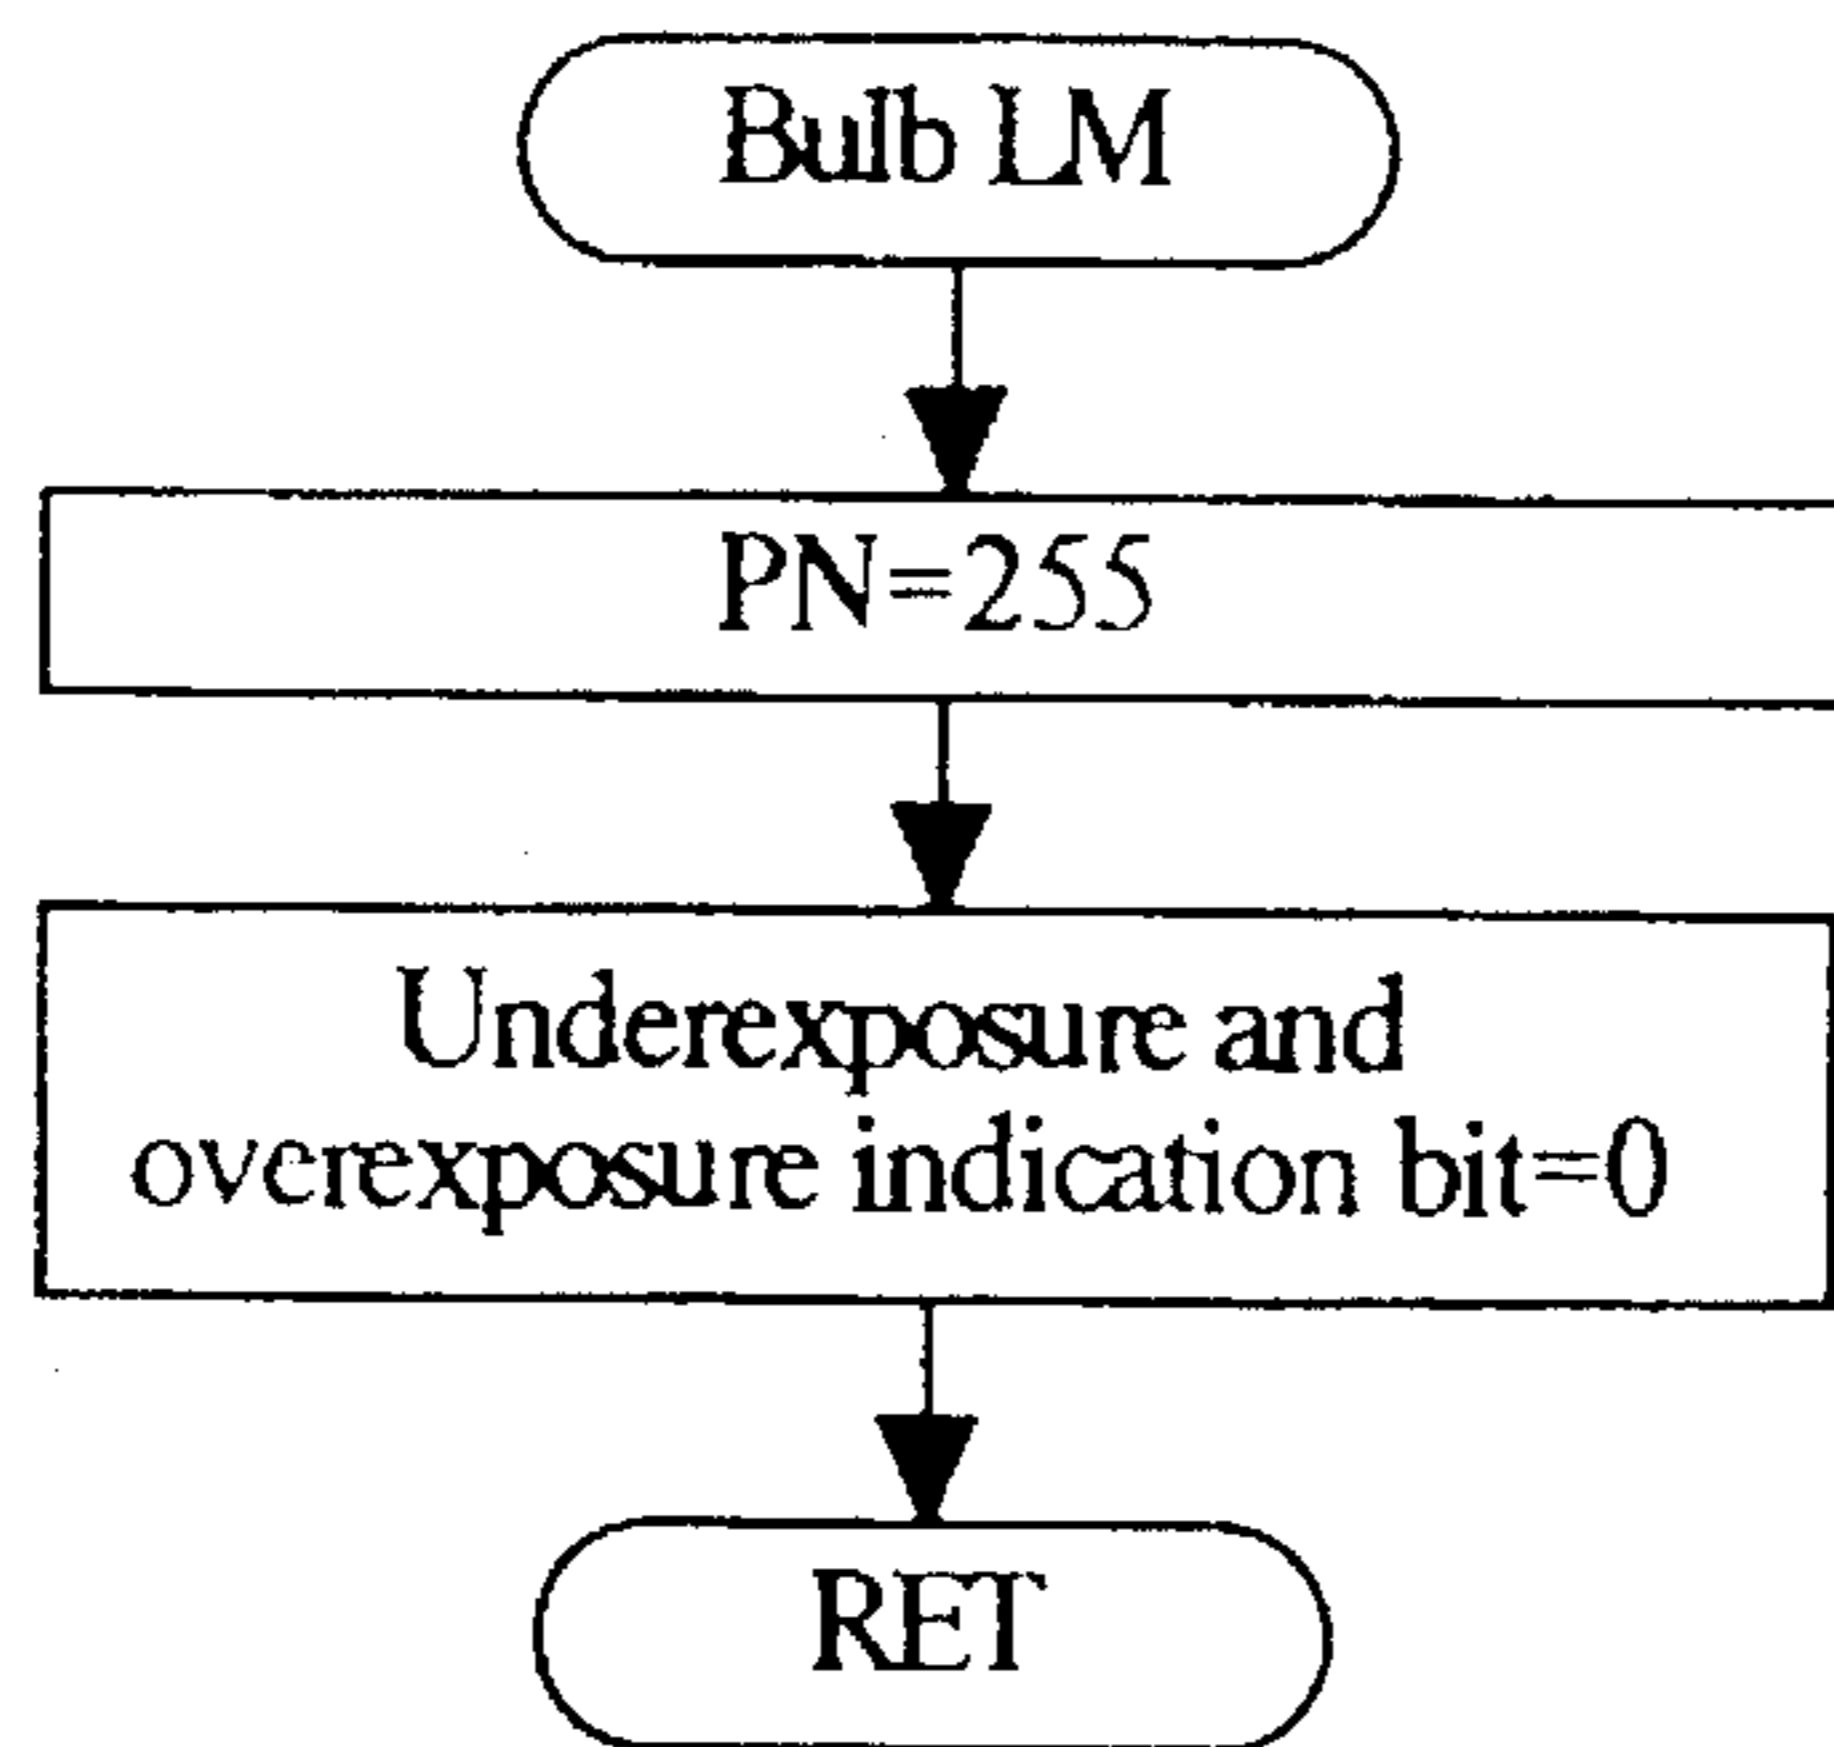 Bulb LM
PN=255
Underexposure and
overexposure indication bit=0
RET